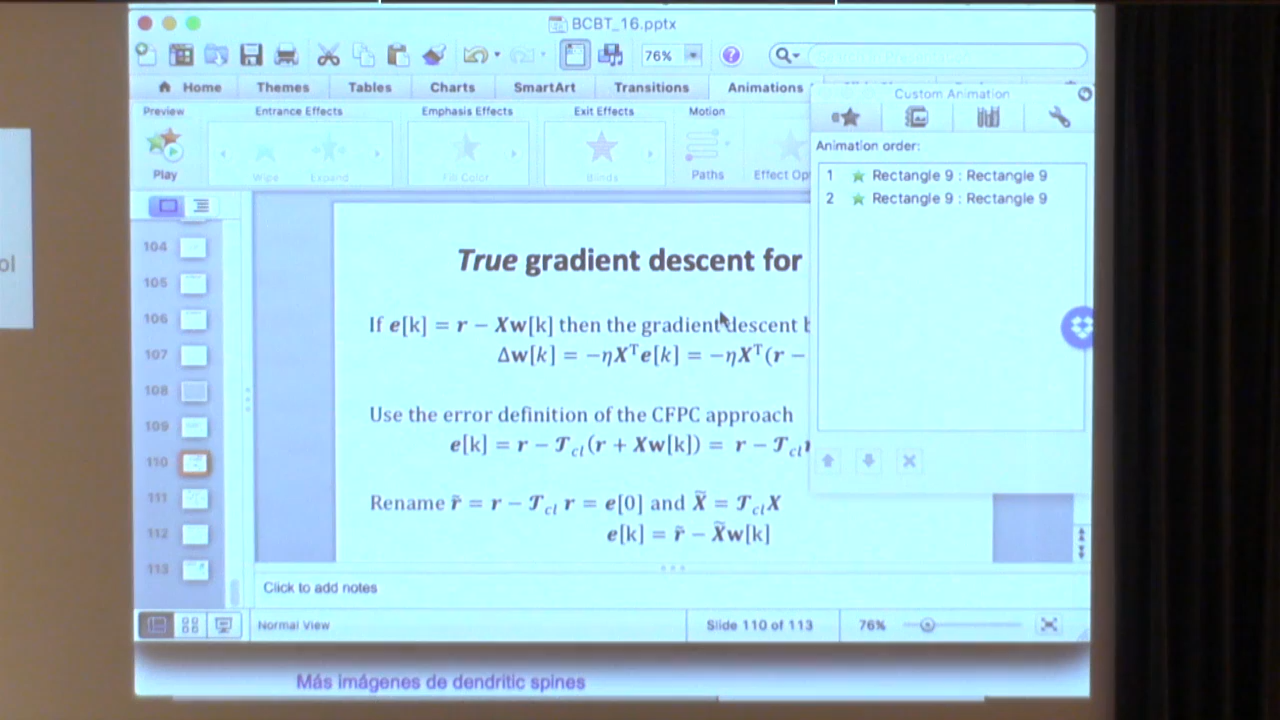 BCBT_16.pptx
76%
Home Themes Tables Charts SmartArt Transitions Animations
Custom Animation
Preview Entrance Effects Emphasis Effects Exit Effects Motion
Play Wipe Expand Fill Color Blinds Paths Effect Opt
Animation order:
1 Rectangle 9 : Rectangle 9
2 Rectangle 9 : Rectangle 9
ol
104
105
106
107
108
109
110
111
112
113
True gradient descent for
If e[k] = r − Xw[k] then the gradient descent b
Δw[k] = −ηXᵀe[k] = −ηXᵀ(r −
Use the error definition of the CFPC approach
e[k] = r − 𝒯cl(r + Xw[k]) = r − 𝒯cl r
Rename r̃ = r − 𝒯cl r = e[0] and X̃ = 𝒯clX
e[k] = r̃ − X̃w[k]
Click to add notes
Normal View Slide 110 of 113 76%
Más imágenes de dendritic spines